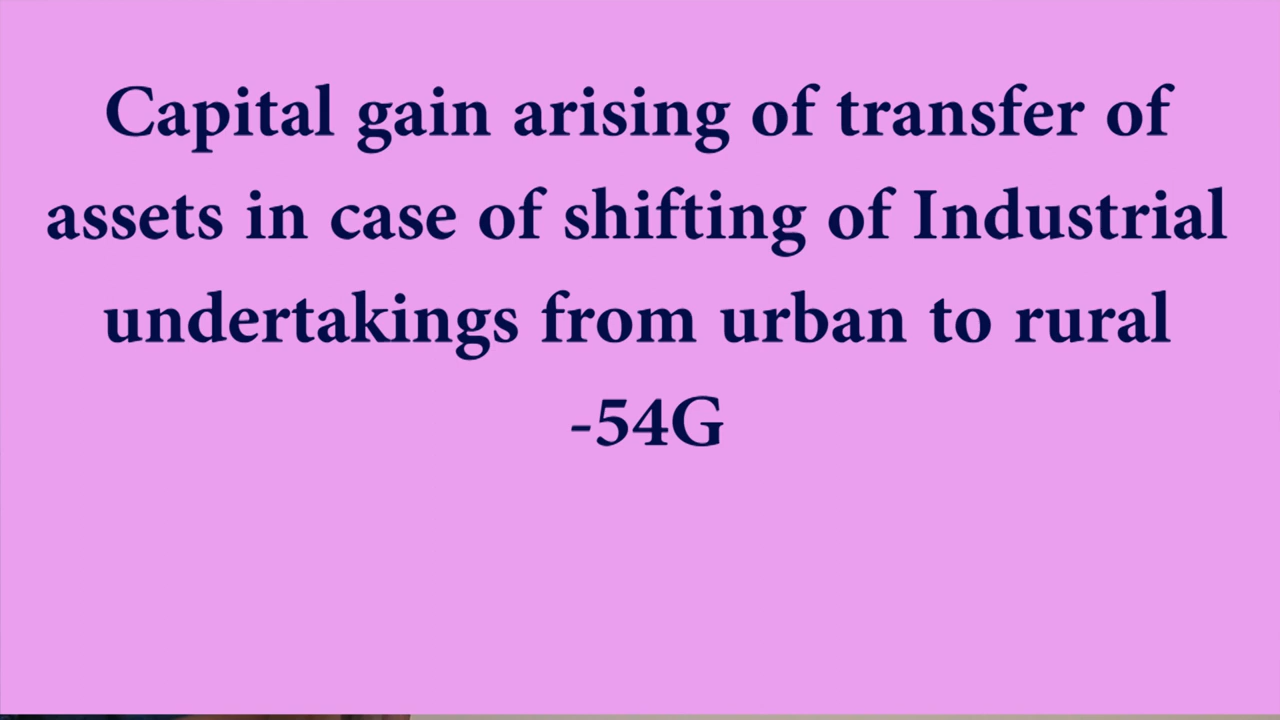 Capital gain arising of transfer of
assets in case of shifting of Industrial
undertakings from urban to rural
-54G